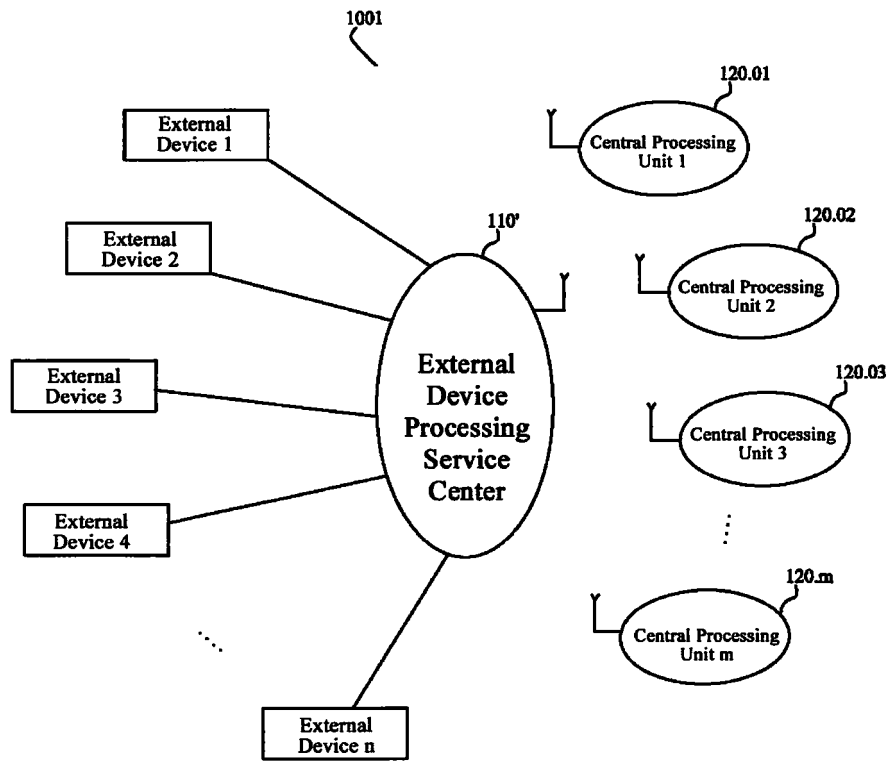 1001
External
Device 1
External
Device 2
External
Device 3
External
Device 4
External
Device n
110'
External
Device
Processing
Service
Center
120.01
Central Processing
Unit 1
120.02
Central Processing
Unit 2
120.03
Central Processing
Unit 3
120.m
Central Processing
Unit m